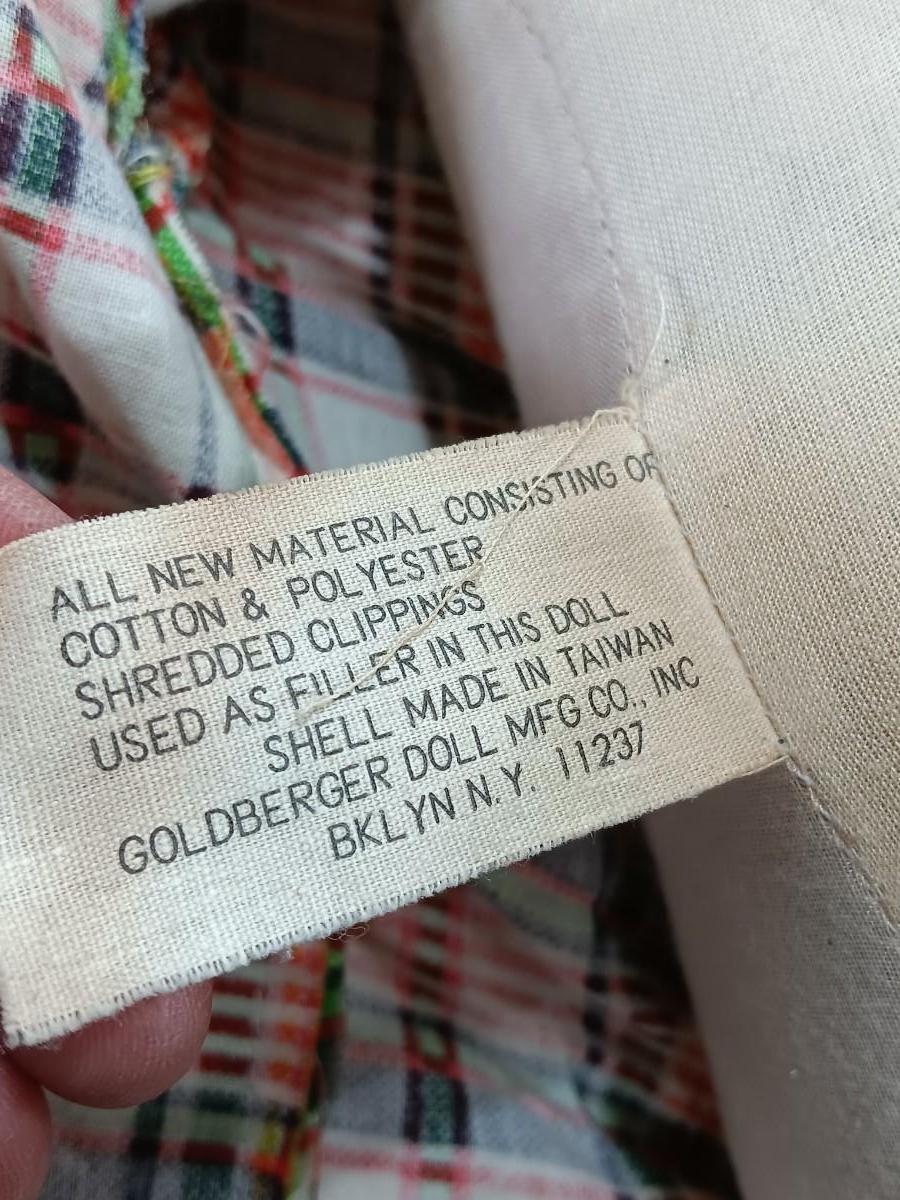 ALL NEW MATERIAL CONSISTING OF
COTTON & POLYESTER
SHREDDED CLIPPINGS
USED AS FILLER IN THIS DOLL
SHELL MADE IN TAIWAN
GOLDBERGER DOLL MFG CO., INC
BKLYN N.Y. 11237